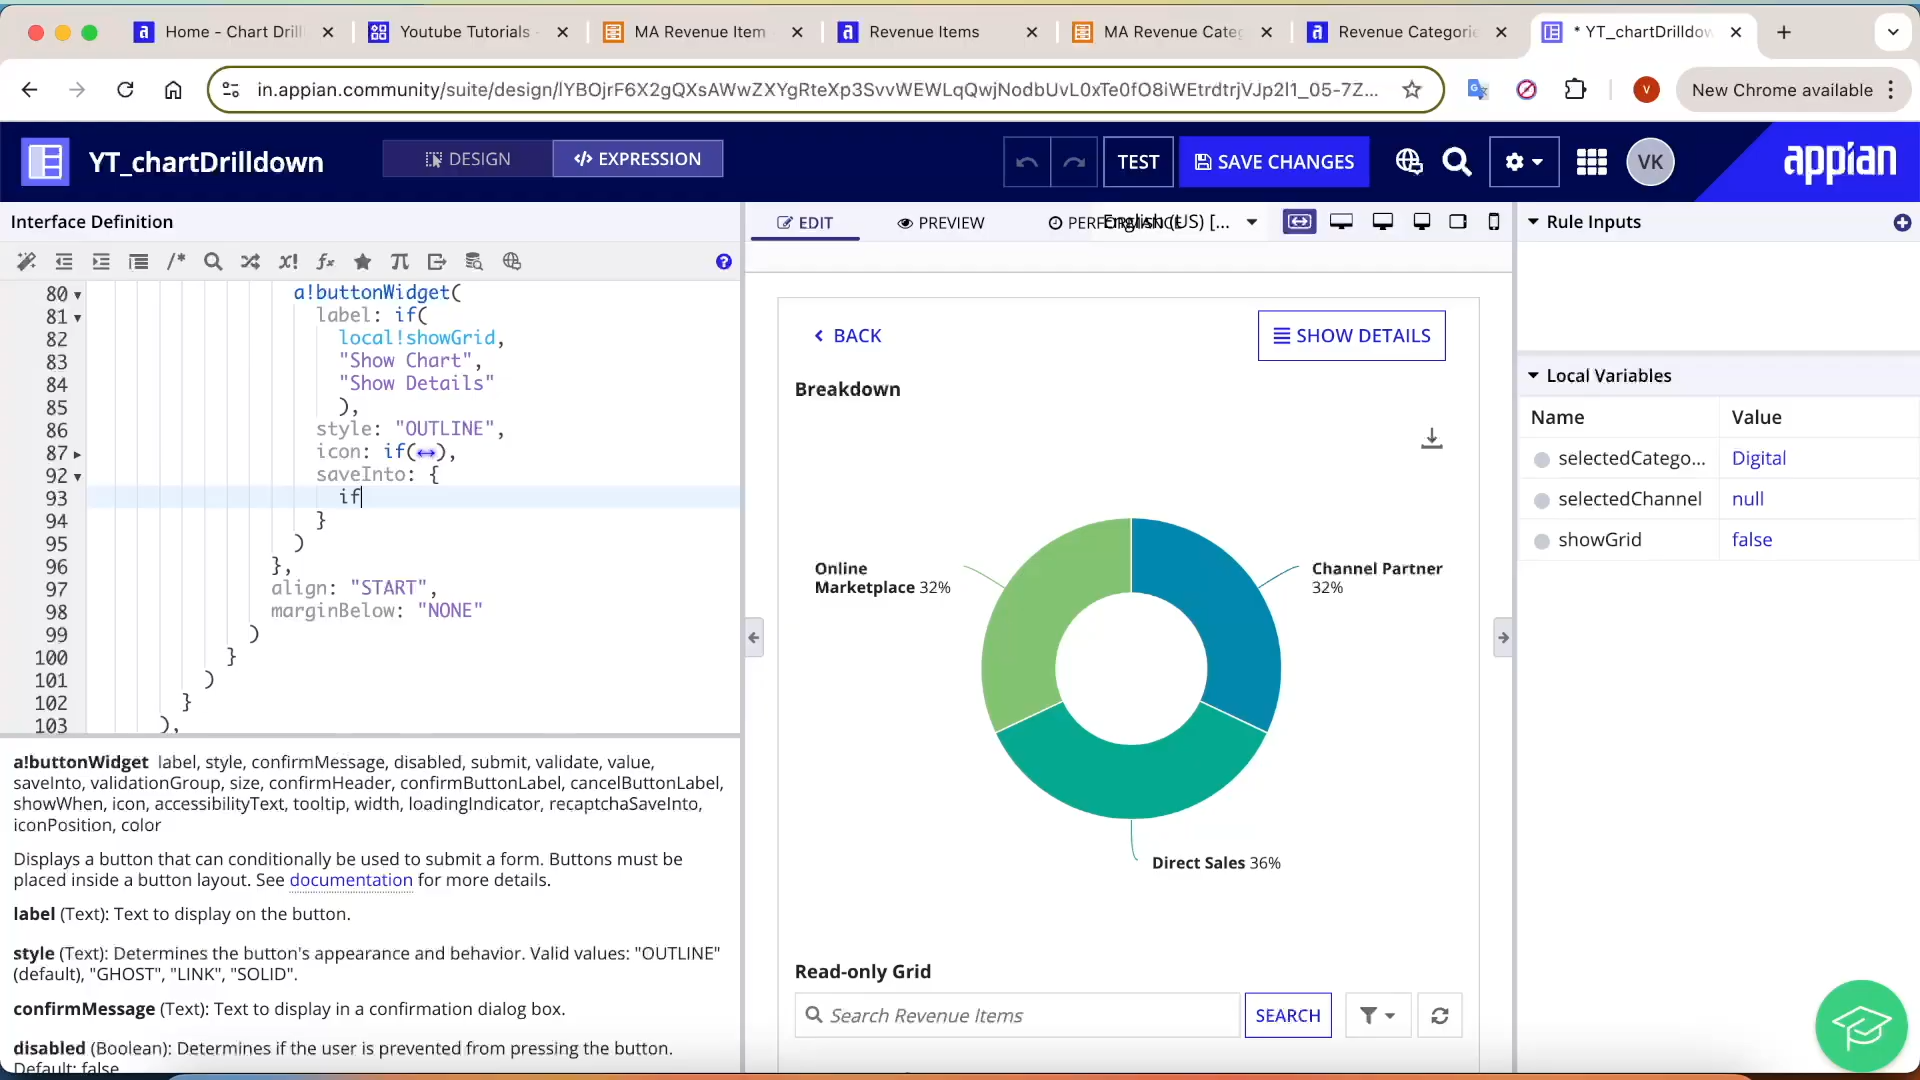 Home - Chart Drill
Youtube Tutorials
MA Revenue Item
Revenue Items
MA Revenue Cate
Revenue Categorie
* YT_chartDrilldow
in.appian.community/suite/design/lYBOjrF6X2gQXsAWwZXYgRteXp3SvvWEWLqQwjNodbUvL0xTe0fO8iWEtrdtrjVJp2l1_05-7Z...
V
New Chrome available
YT_chartDrilldown
DESIGN
</> EXPRESSION
TEST
SAVE CHANGES
VK
appian
Interface Definition
EDIT
PREVIEW
English (US) [...
Rule Inputs
80 a!buttonWidget(
81 label: if(
82 local!showGrid,
83 "Show Chart",
84 "Show Details"
85 ),
86 style: "OUTLINE",
87 icon: if(↔),
92 saveInto: {
93 if
94 }
95 )
96 },
97 align: "START",
98 marginBelow: "NONE"
99 )
100 }
101 )
102 }
103 ),
a!buttonWidget label, style, confirmMessage, disabled, submit, validate, value,
saveInto, validationGroup, size, confirmHeader, confirmButtonLabel, cancelButtonLabel,
showWhen, icon, accessibilityText, tooltip, width, loadingIndicator, recaptchaSaveInto,
iconPosition, color
Displays a button that can conditionally be used to submit a form. Buttons must be
placed inside a button layout. See documentation for more details.
label (Text): Text to display on the button.
style (Text): Determines the button's appearance and behavior. Valid values: "OUTLINE"
(default), "GHOST", "LINK", "SOLID".
confirmMessage (Text): Text to display in a confirmation dialog box.
disabled (Boolean): Determines if the user is prevented from pressing the button.
Default: false
BACK
SHOW DETAILS
Breakdown
Online
Marketplace 32%
Channel Partner
32%
Direct Sales 36%
Read-only Grid
Search Revenue Items
SEARCH
Local Variables
Name Value
selectedCatego... Digital
selectedChannel null
showGrid false